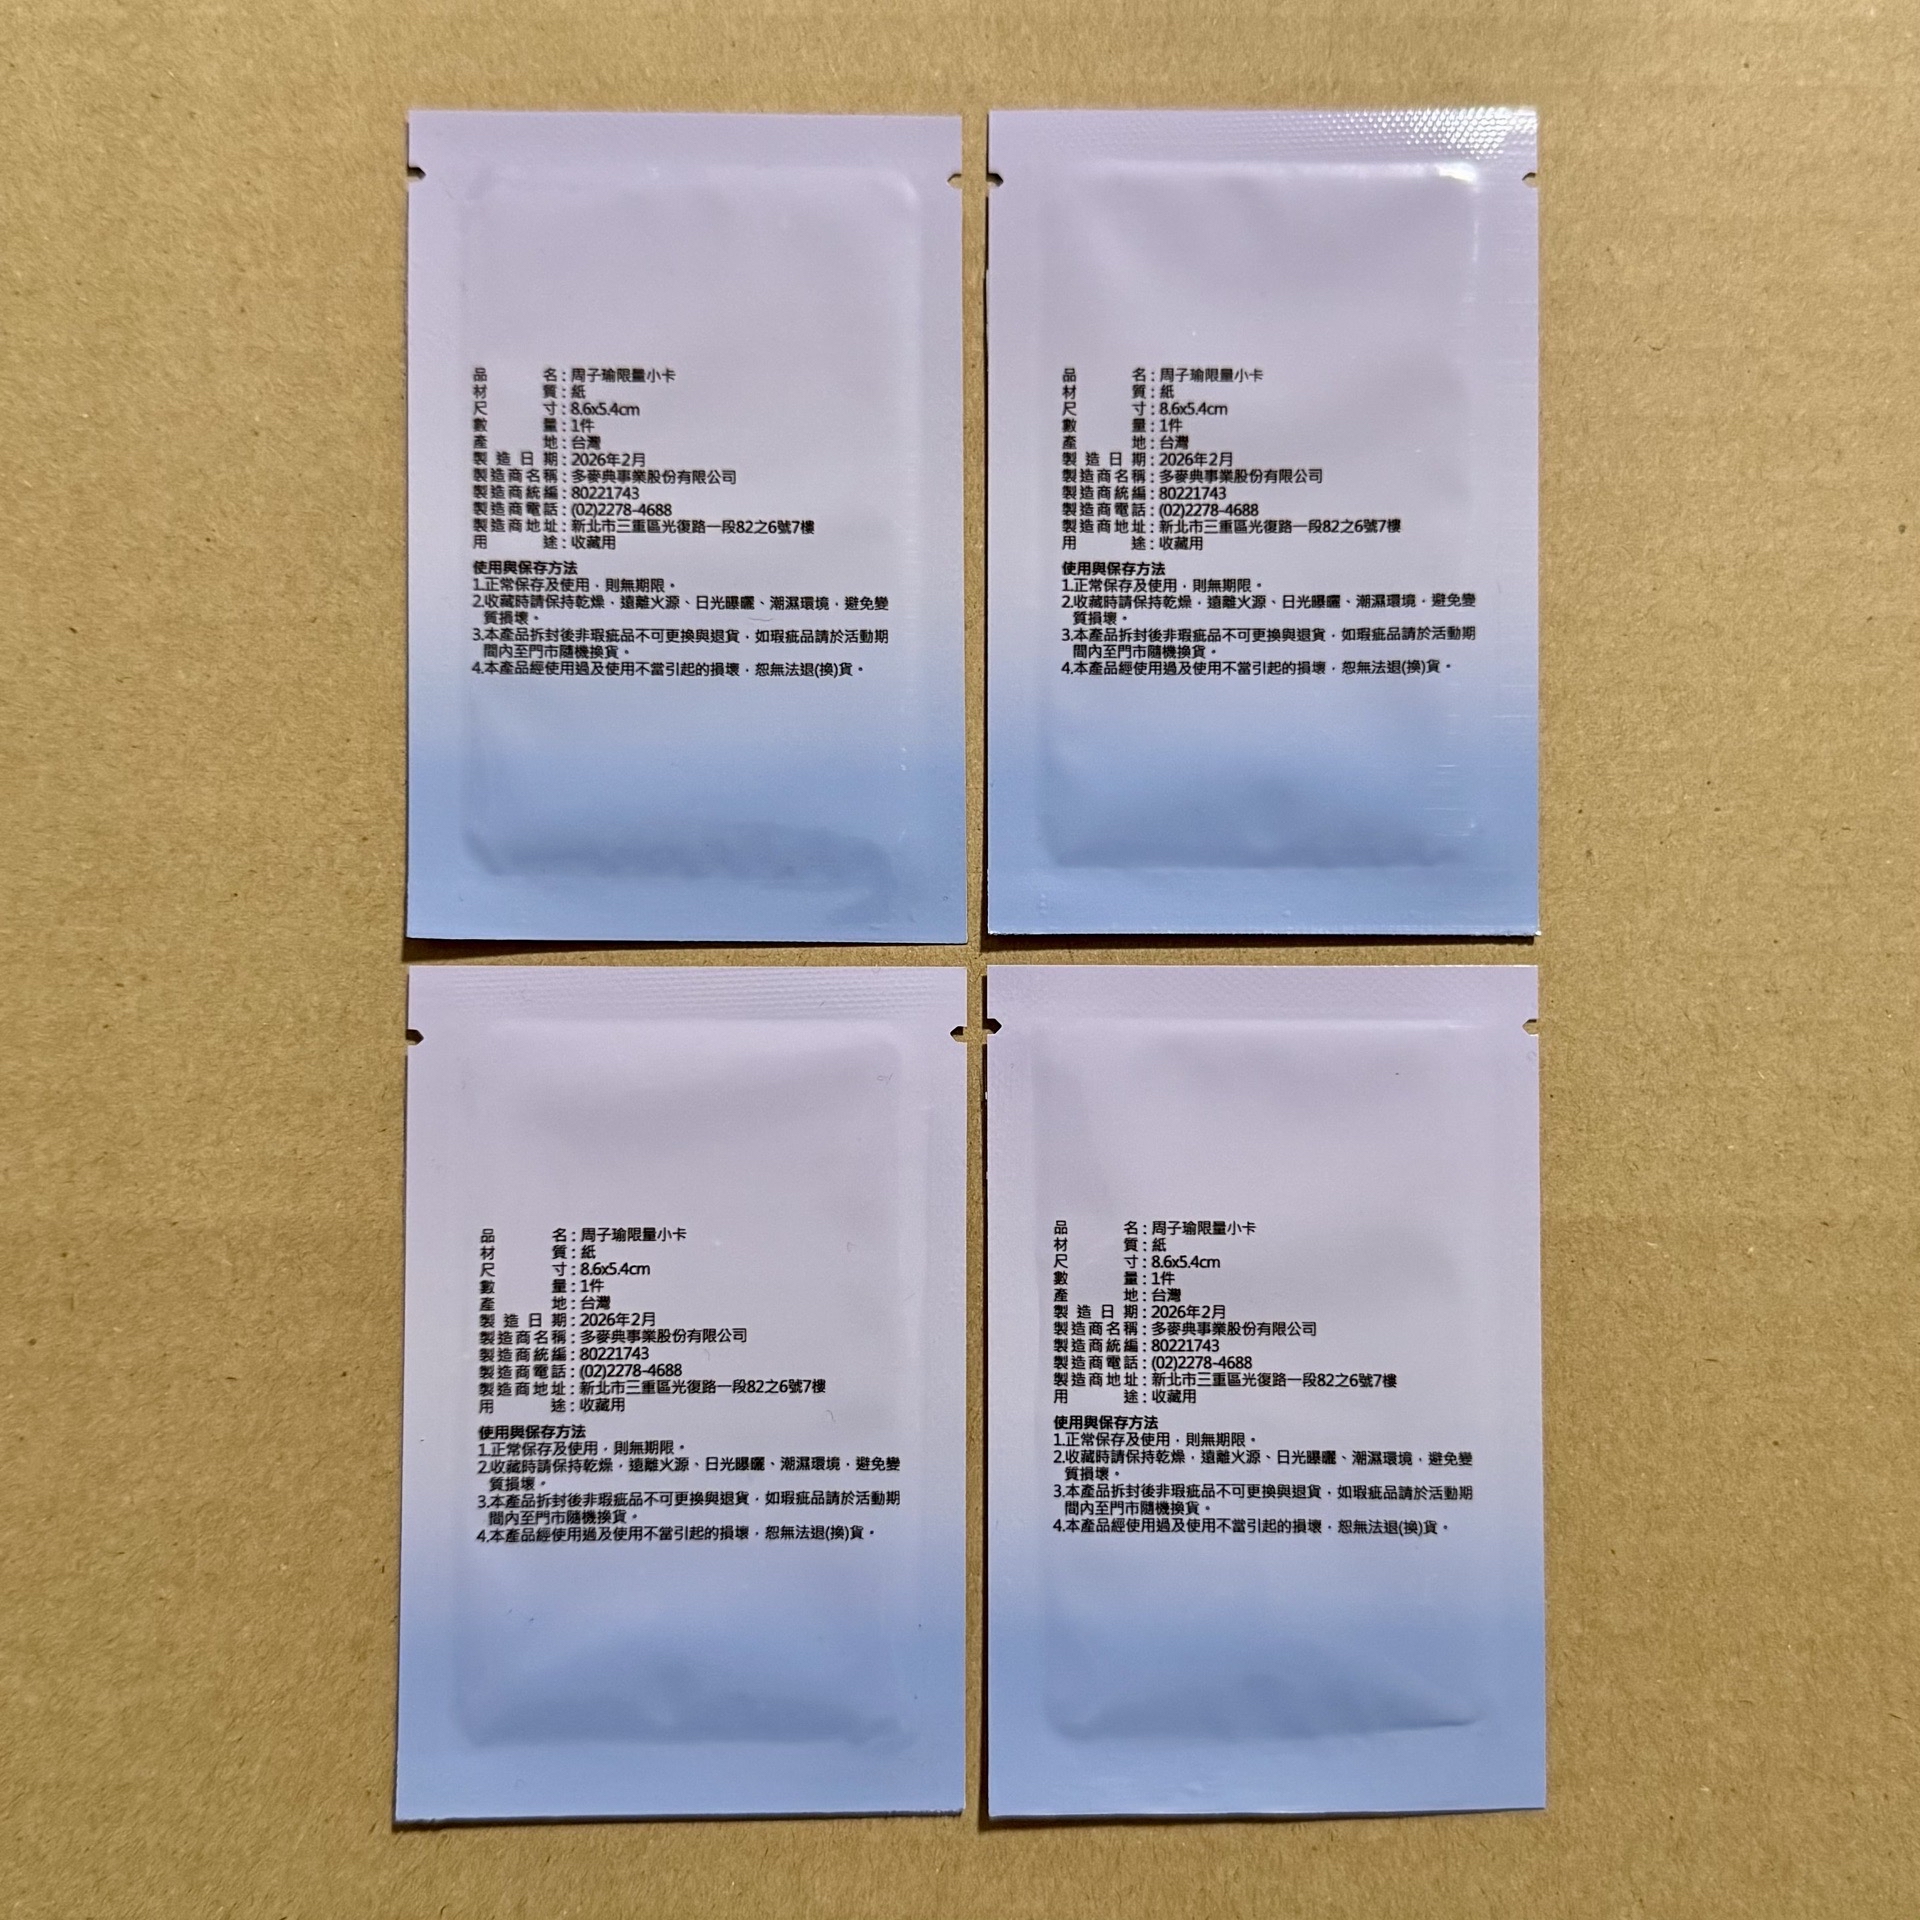 品名:周子瑜限量小卡
材質:紙
尺寸:8.6x5.4cm
數量:1件
產地:台灣
製造日期:2026年2月
製造商名稱:多麥典事業股份有限公司
製造商統編:80221743
製造商電話:(02)2278-4688
製造商地址:新北市三重區光復路一段82之6號7樓
用途:收藏用
使用與保存方法
1.正常保存及使用，則無期限。
2.收藏時請保持乾燥，遠離火源、日光曝曬、潮濕環境，避免變
質損壞。
3.本產品拆封後非瑕疵品不可更換與退貨，如瑕疵品請於活動期
間內至門市隨機換貨。
4.本產品經使用過及使用不當引起的損壞，恕無法退(換)貨。
品名:周子瑜限量小卡
材質:紙
尺寸:8.6x5.4cm
數量:1件
產地:台灣
製造日期:2026年2月
製造商名稱:多麥典事業股份有限公司
製造商統編:80221743
製造商電話:(02)2278-4688
製造商地址:新北市三重區光復路一段82之6號7樓
用途:收藏用
使用與保存方法
1.正常保存及使用，則無期限。
2.收藏時請保持乾燥，遠離火源、日光曝曬、潮濕環境，避免變
質損壞。
3.本產品拆封後非瑕疵品不可更換與退貨，如瑕疵品請於活動期
間內至門市隨機換貨。
4.本產品經使用過及使用不當引起的損壞，恕無法退(換)貨。
品名:周子瑜限量小卡
材質:紙
尺寸:8.6x5.4cm
數量:1件
產地:台灣
製造日期:2026年2月
製造商名稱:多麥典事業股份有限公司
製造商統編:80221743
製造商電話:(02)2278-4688
製造商地址:新北市三重區光復路一段82之6號7樓
用途:收藏用
使用與保存方法
1.正常保存及使用，則無期限。
2.收藏時請保持乾燥，遠離火源、日光曝曬、潮濕環境，避免變
質損壞。
3.本產品拆封後非瑕疵品不可更換與退貨，如瑕疵品請於活動期
間內至門市隨機換貨。
4.本產品經使用過及使用不當引起的損壞，恕無法退(換)貨。
品名:周子瑜限量小卡
材質:紙
尺寸:8.6x5.4cm
數量:1件
產地:台灣
製造日期:2026年2月
製造商名稱:多麥典事業股份有限公司
製造商統編:80221743
製造商電話:(02)2278-4688
製造商地址:新北市三重區光復路一段82之6號7樓
用途:收藏用
使用與保存方法
1.正常保存及使用，則無期限。
2.收藏時請保持乾燥，遠離火源、日光曝曬、潮濕環境，避免變
質損壞。
3.本產品拆封後非瑕疵品不可更換與退貨，如瑕疵品請於活動期
間內至門市隨機換貨。
4.本產品經使用過及使用不當引起的損壞，恕無法退(換)貨。